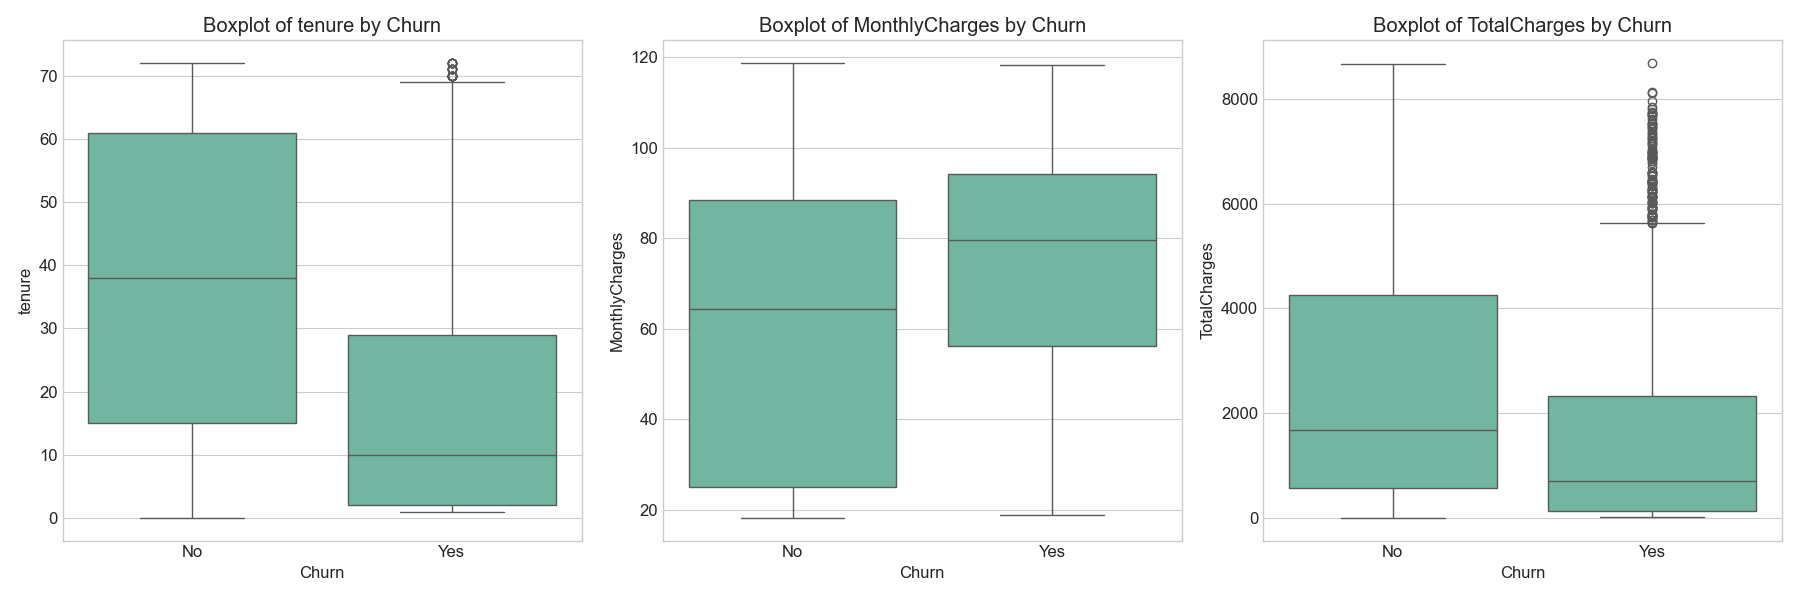 Boxplot of tenure by Churn
70
60
50
40
30
20
10
0
tenure
No
Yes
Churn
Boxplot of MonthlyCharges by Churn
120
100
80
60
40
20
MonthlyCharges
No
Yes
Churn
Boxplot of TotalCharges by Churn
8000
6000
4000
2000
0
TotalCharges
No
Yes
Churn